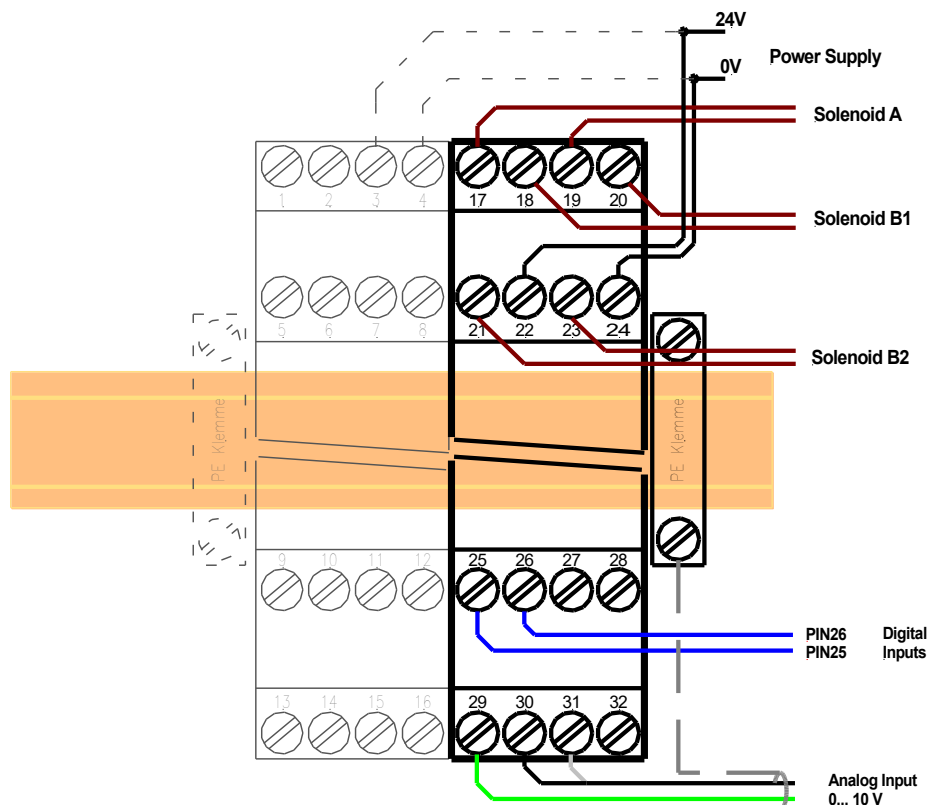 24V
0V
Power Supply
Solenoid A
1 2 3 4 17 18 19 20
Solenoid B1
5 6 7 8 21 22 23 24
Solenoid B2
PE Klemme
PE Klemme
9 10 11 12 25 26 27 28
PIN26 Digital
PIN25 Inputs
13 14 15 16 29 30 31 32
Analog Input
0... 10 V